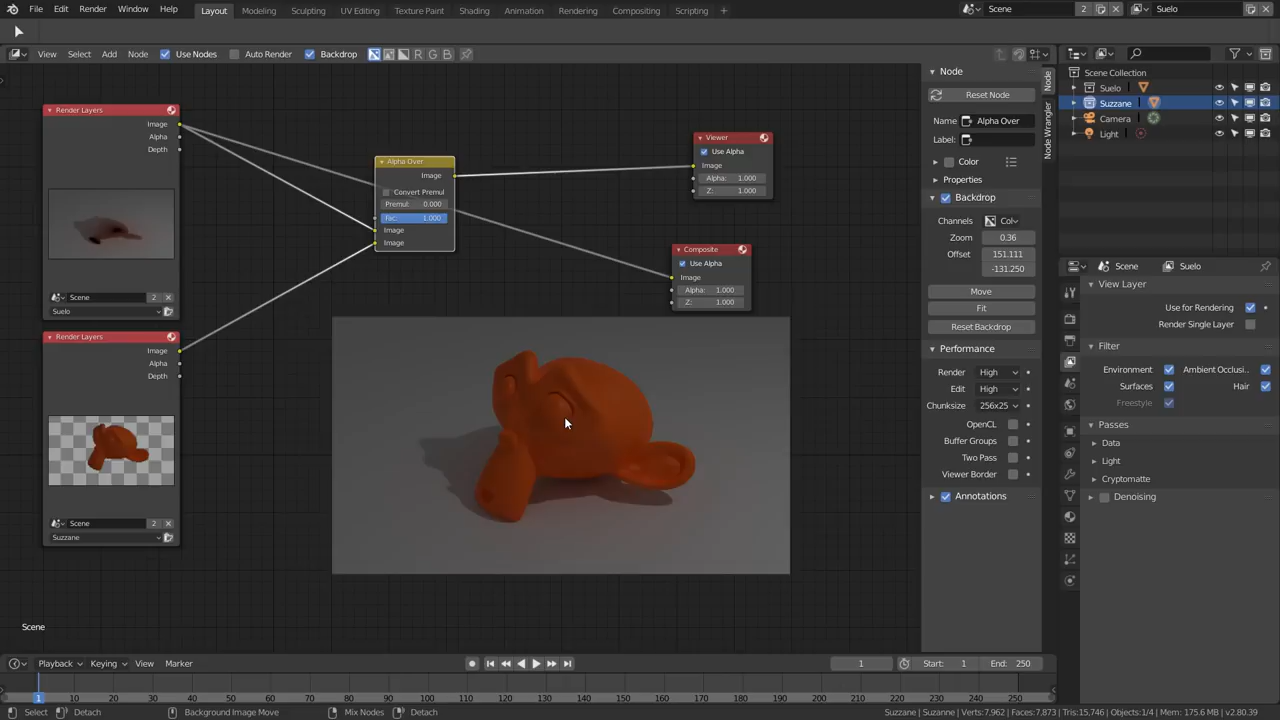 File Edit Render Window Help Layout Modeling Sculpting UV Editing Texture Paint Shading Animation Rendering Compositing Scripting + Scene 2 Suelo
View Select Add Node Use Nodes Auto Render Backdrop R G B
Render Layers
Image
Alpha
Depth
Scene 2
Suelo
Render Layers
Image
Alpha
Depth
Scene 2
Suzzane
Alpha Over
Image
Convert Premul
Premul: 0.000
Fac: 1.000
Image
Image
Viewer
Use Alpha
Image
Alpha: 1.000
Z: 1.000
Composite
Use Alpha
Image
Alpha: 1.000
Z: 1.000
Scene
Node
Reset Node
Name Alpha Over
Label:
Color
Properties
Backdrop
Channels Col
Zoom 0.36
Offset 151.111
-131.250
Move
Fit
Reset Backdrop
Performance
Render High
Edit High
Chunksize 256x25
OpenCL
Buffer Groups
Two Pass
Viewer Border
Annotations
Node
Node Wrangler
Scene Collection
Suelo
Suzzane
Camera
Light
Scene Suelo
View Layer
Use for Rendering
Render Single Layer
Filter
Environment Ambient Occlusi..
Surfaces Hair
Freestyle
Passes
Data
Light
Cryptomatte
Denoising
Playback Keying View Marker 1 Start: 1 End: 250
1 10 20 30 40 50 60 70 80 90 100 110 120 130 140 150 160 170 180 190 200 210 220 230 240 250
Select Detach Background Image Move Mix Nodes Detach Suzzane | Suzanne | Verts:7,962 | Faces:7,873 | Tris:15,746 | Objects:1/4 | Mem: 175.6 MB | v2.80.39